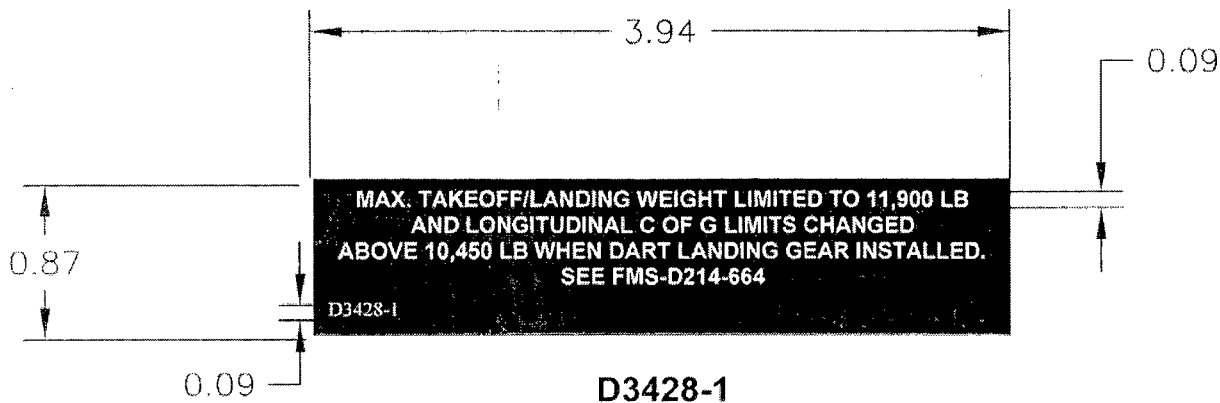 3.94
0.09
MAX. TAKEOFF/LANDING WEIGHT LIMITED TO 11,900 LB
AND LONGITUDINAL C OF G LIMITS CHANGED
ABOVE 10,450 LB WHEN DART LANDING GEAR INSTALLED.
SEE FMS-D214-664
0.87
D3428-1
0.09
D3428-1